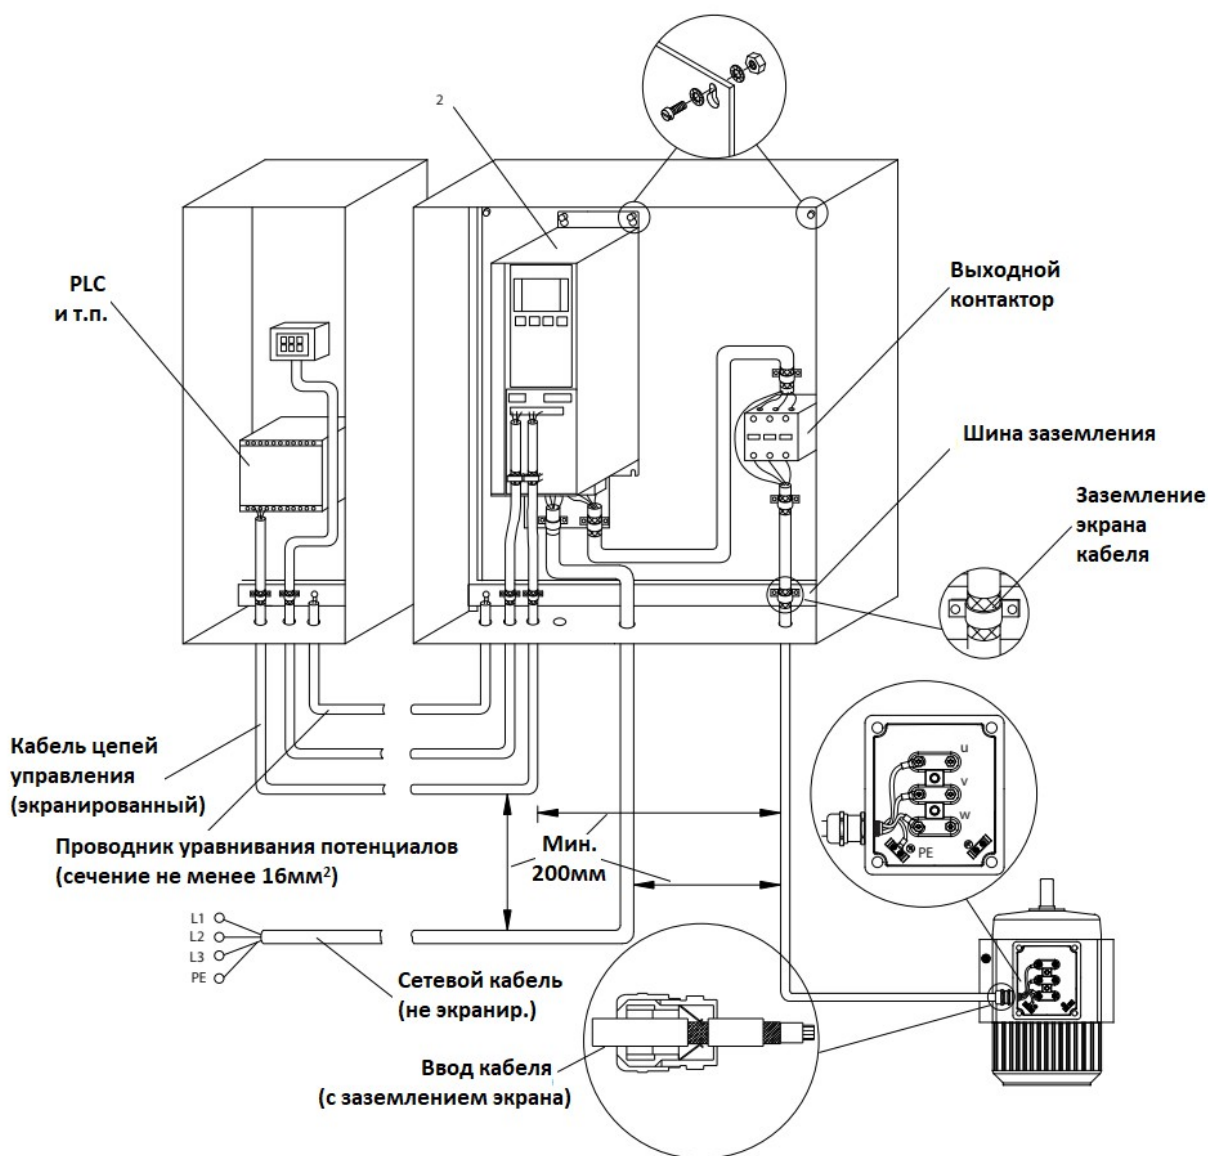 2
PLC
и т.п.
Выходной
контактор
Шина заземления
Заземление
экрана
кабеля
Кабель цепей
управления
(экранированный)
Проводник уравнивания потенциалов
(сечение не менее 16мм²)
Мин.
200мм
u
v
w
PE
L1
L2
L3
PE
Сетевой кабель
(не экранир.)
Ввод кабеля
(с заземлением экрана)